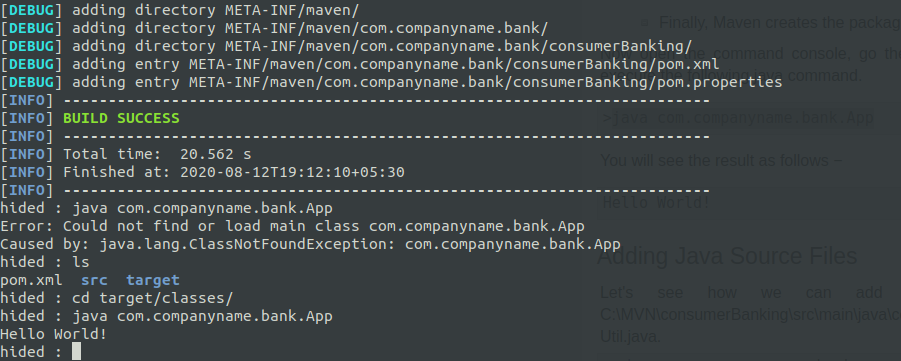 [DEBUG] adding directory META-INF/maven/
[DEBUG] adding directory META-INF/maven/com.companyname.bank/
[DEBUG] adding directory META-INF/maven/com.companyname.bank/consumerBanking/
[DEBUG] adding entry META-INF/maven/com.companyname.bank/consumerBanking/pom.xml
[DEBUG] adding entry META-INF/maven/com.companyname.bank/consumerBanking/pom.properties
[INFO] ------------------------------------------------------------------------
[INFO] BUILD SUCCESS
[INFO] ------------------------------------------------------------------------
[INFO] Total time:  20.562 s
[INFO] Finished at: 2020-08-12T19:12:10+05:30
[INFO] ------------------------------------------------------------------------
hided : java com.companyname.bank.App
Error: Could not find or load main class com.companyname.bank.App
Caused by: java.lang.ClassNotFoundException: com.companyname.bank.App
hided : ls
pom.xml  src  target
hided : cd target/classes/
hided : java com.companyname.bank.App
Hello World!
hided :
Finally, Maven creates the packag
command console, go the
command.
>java com.companyname.bank.App
You will see the result as follows −
Hello World!
Adding Java Source Files
Let's see how we can add
C:\MVN\consumerBanking\src\main\java\c
Util.java.